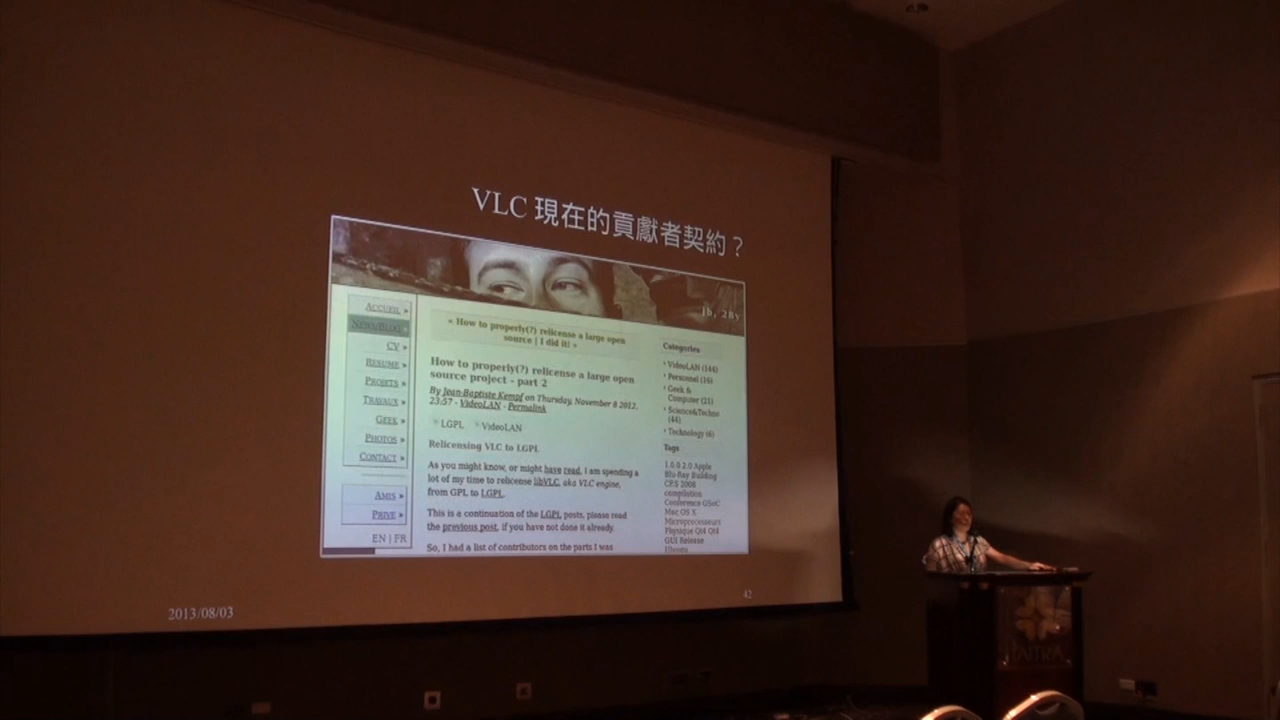 VLC 現在的貢獻者契約？
jb, 2By
ACCUEIL
NEWS/BLOG
CV
RESUME
PROJETS
TRAVAUX
GEEK
PHOTOS
CONTACT
AMIS
PRIVE
EN | FR
« How to properly(?) relicense a large open
source | I did it! »
How to properly(?) relicense a large open
source project - part 2
By Jean-Baptiste Kempf on Thursday, November 8 2012,
23:57 - VideoLAN - Permalink
LGPL VideoLAN
Relicensing VLC to LGPL
As you might know, or might have read, I am spending a
lot of my time to relicense libVLC, aka VLC engine,
from GPL to LGPL.
This is a continuation of the LGPL posts, please read
the previous post, if you have not done it already.
So, I had a list of contributors on the parts I was
Categories
VideoLAN (144)
Personnel (16)
Geek &
Computer (21)
Science&Techno
(44)
Technology (6)
Tags
1.0.0 2.0 Apple
Blu-Ray Building
CES 2008
compilation
Conference GSoC
Mac OS X
Microprocesseurs
Physique Qt4 Qt4
GUI Release
Ubuntu
2013/08/03
42
TAITRA